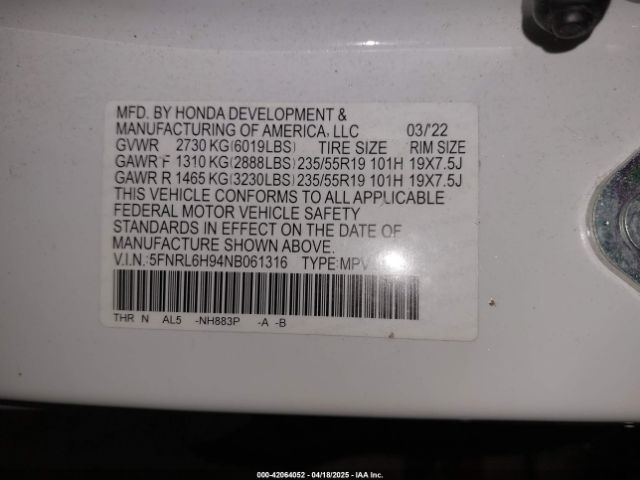 MFD. BY HONDA DEVELOPMENT &
MANUFACTURING OF AMERICA, LLC 03/'22
GVWR 2730 KG(6019LBS) TIRE SIZE RIM SIZE
GAWR F 1310 KG(2888LBS) 235/55R19 101H 19X7.5J
GAWR R 1465 KG(3230LBS) 235/55R19 101H 19X7.5J
THIS VEHICLE CONFORMS TO ALL APPLICABLE
FEDERAL MOTOR VEHICLE SAFETY
STANDARDS IN EFFECT ON THE DATE OF
MANUFACTURE SHOWN ABOVE.
V.I.N.:5FNRL6H94NB061316 TYPE:MPV
THR N AL5 -NH883P -A -B
000-42064052 - 04/18/2025 - IAA Inc.